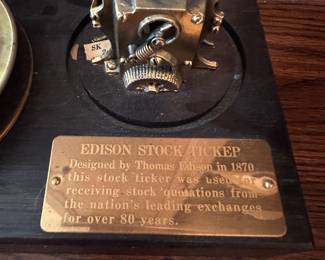 SK
EDISON STOCK TICKER
Designed by Thomas Edison in 1870
this stock ticker was used for
receiving stock quotations from
the nation's leading exchanges
for over 80 years.